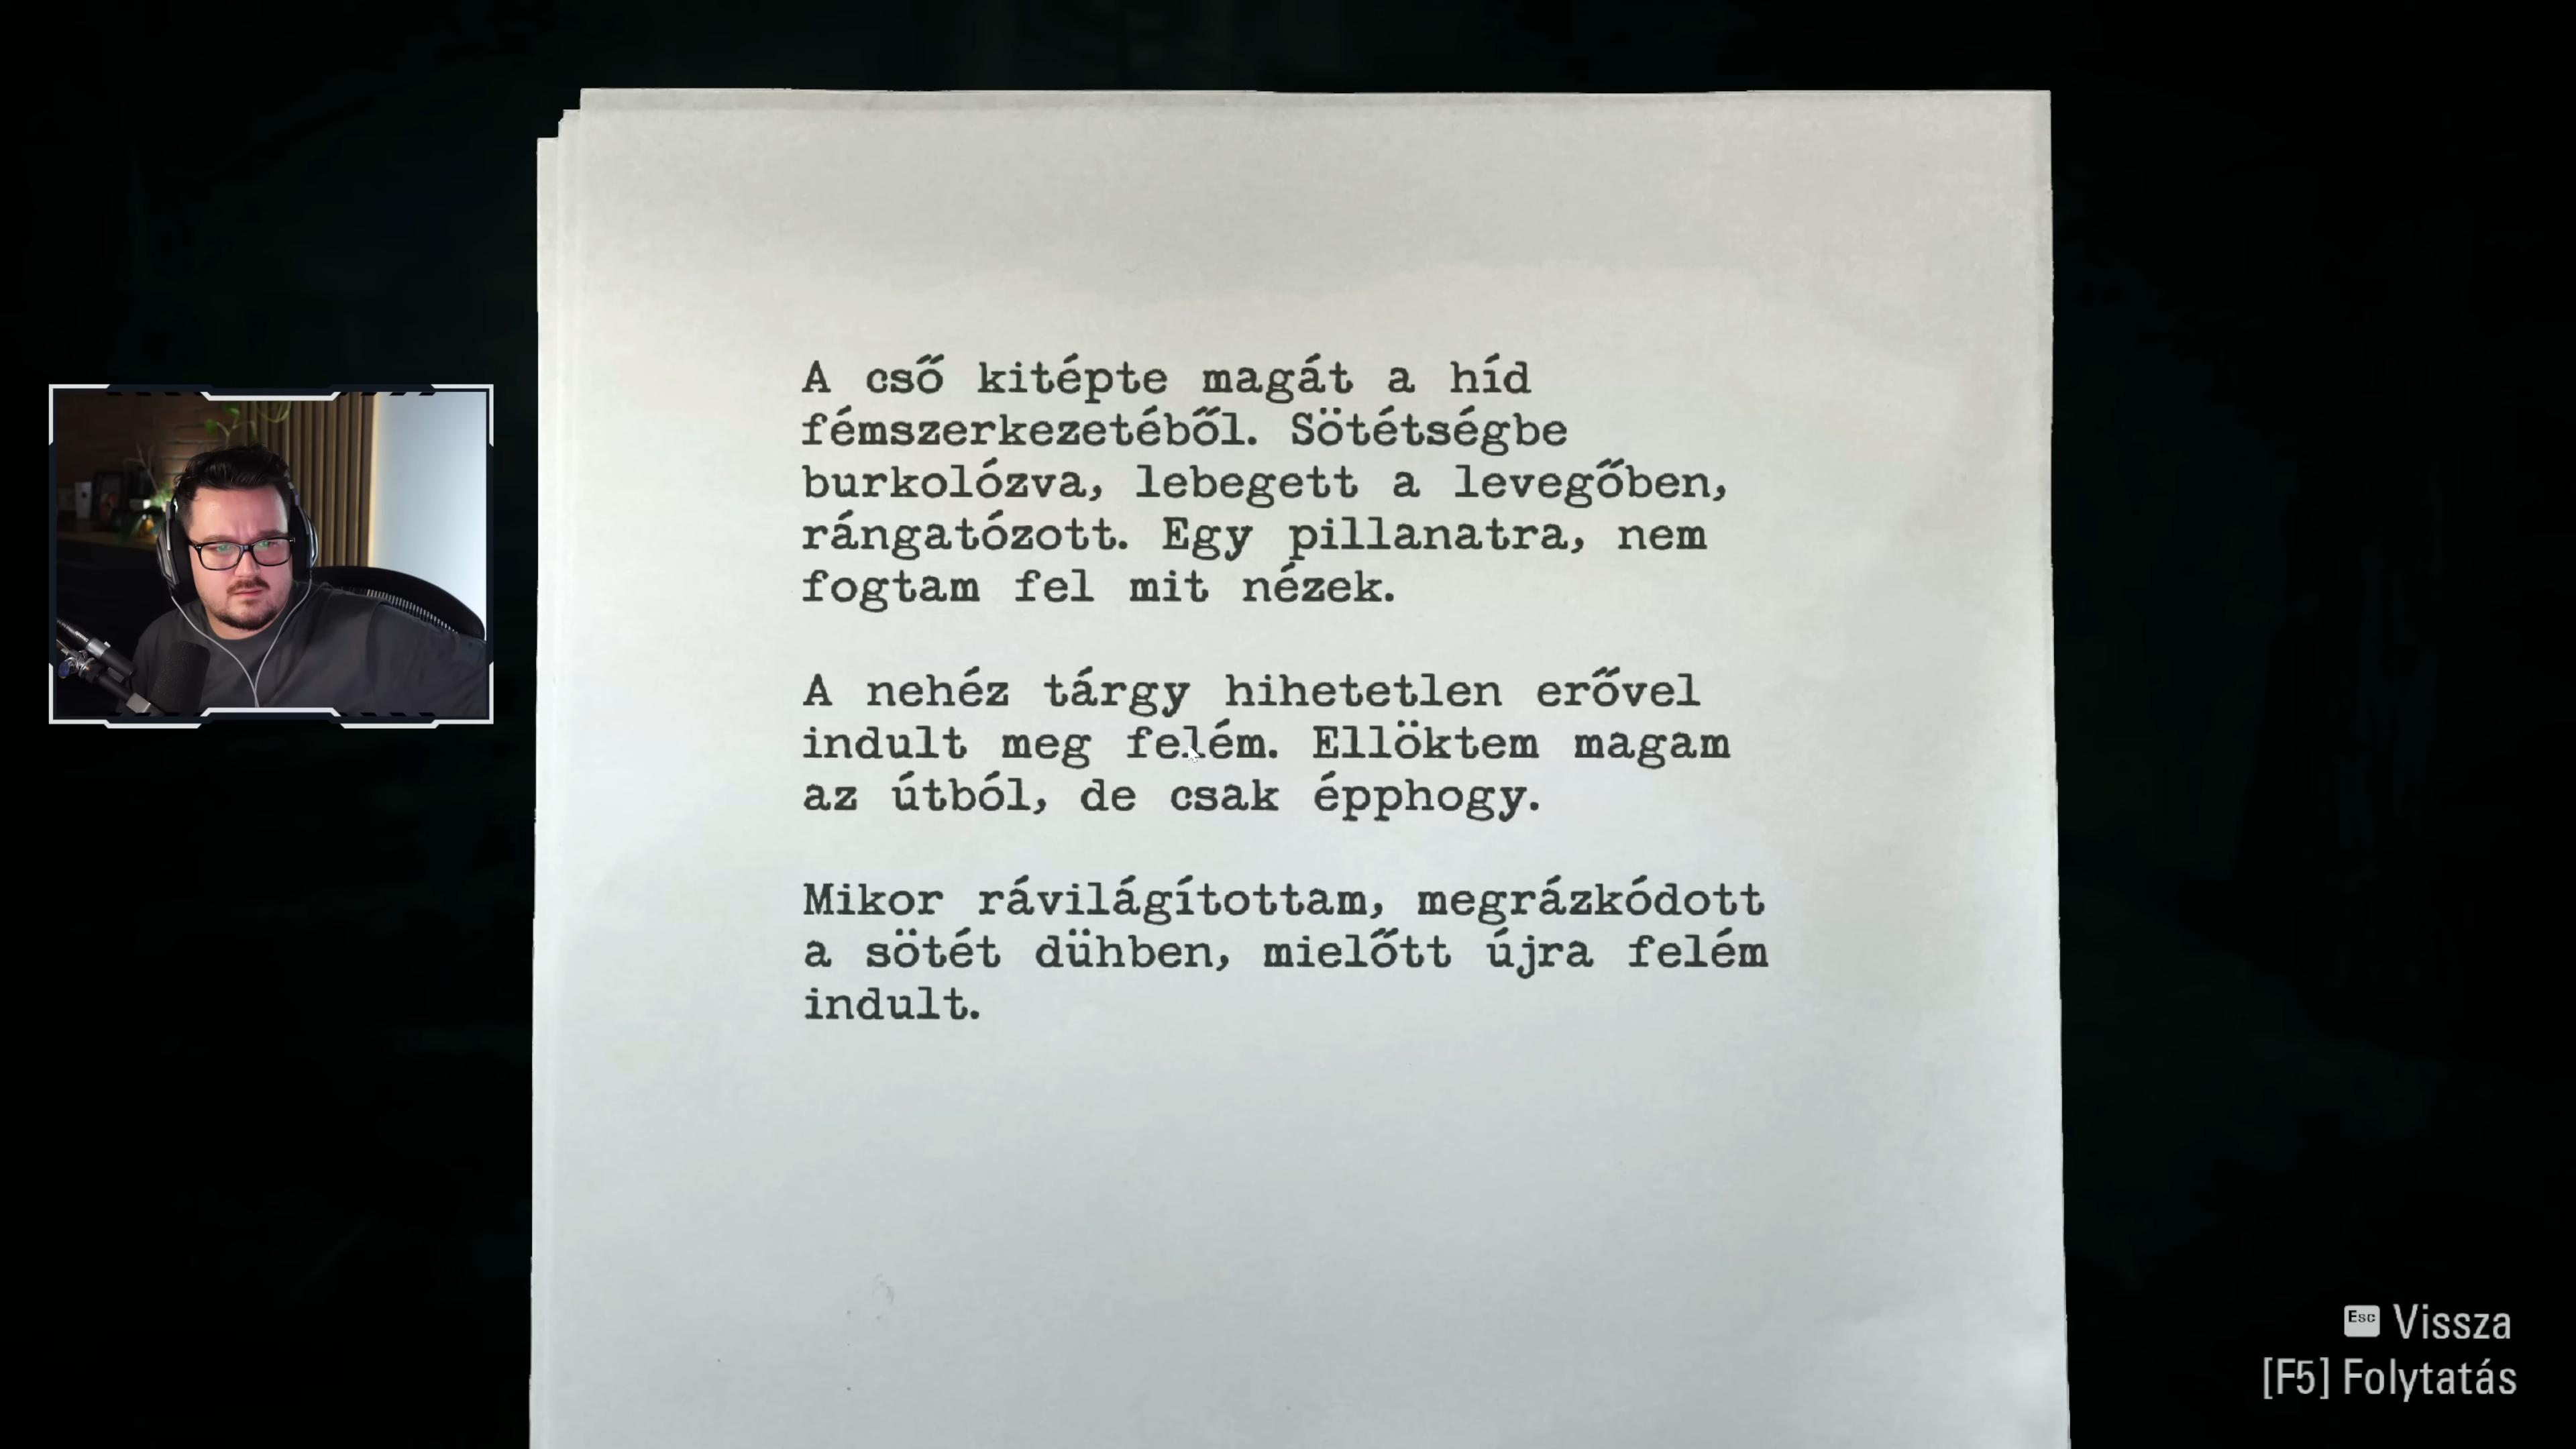 A cső kitépte magát a híd
fémszerkezetéből. Sötétségbe
burkolózva, lebegett a levegőben,
rángatózott. Egy pillanatra, nem
fogtam fel mit nézek.
A nehéz tárgy hihetetlen erővel
indult meg felém. Ellöktem magam
az útból, de csak épphogy.
Mikor rávilágítottam, megrázkódott
a sötét dühben, mielőtt újra felém
indult.
Esc Vissza
[F5] Folytatás